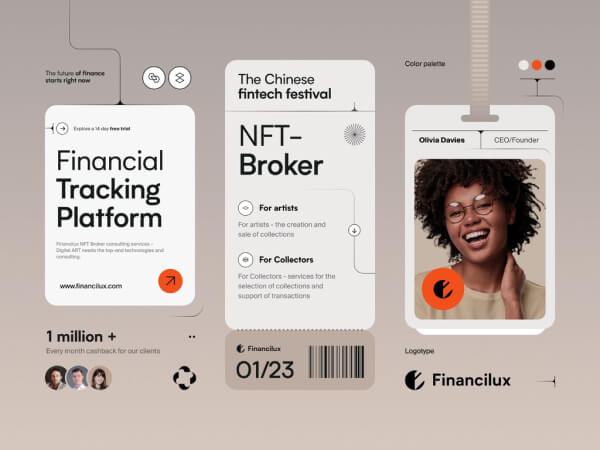 The future of finance
starts right now
Explore a 14 day free trial
Financial
Tracking
Platform
Financilux NFT Broker consulting services -
Digital ART needs the top-end technologies and
consulting.
www.financilux.com
1 million +
Every month cashback for our clients
The Chinese
fintech festival
NFT-
Broker
For artists
For artists - the creation and
sale of collections
For Collectors
For Collectors - services for the
selection of collections and
support of transactions
Financilux
01/23
Color palette
Olivia Davies
CEO/Founder
Logotype
Financilux